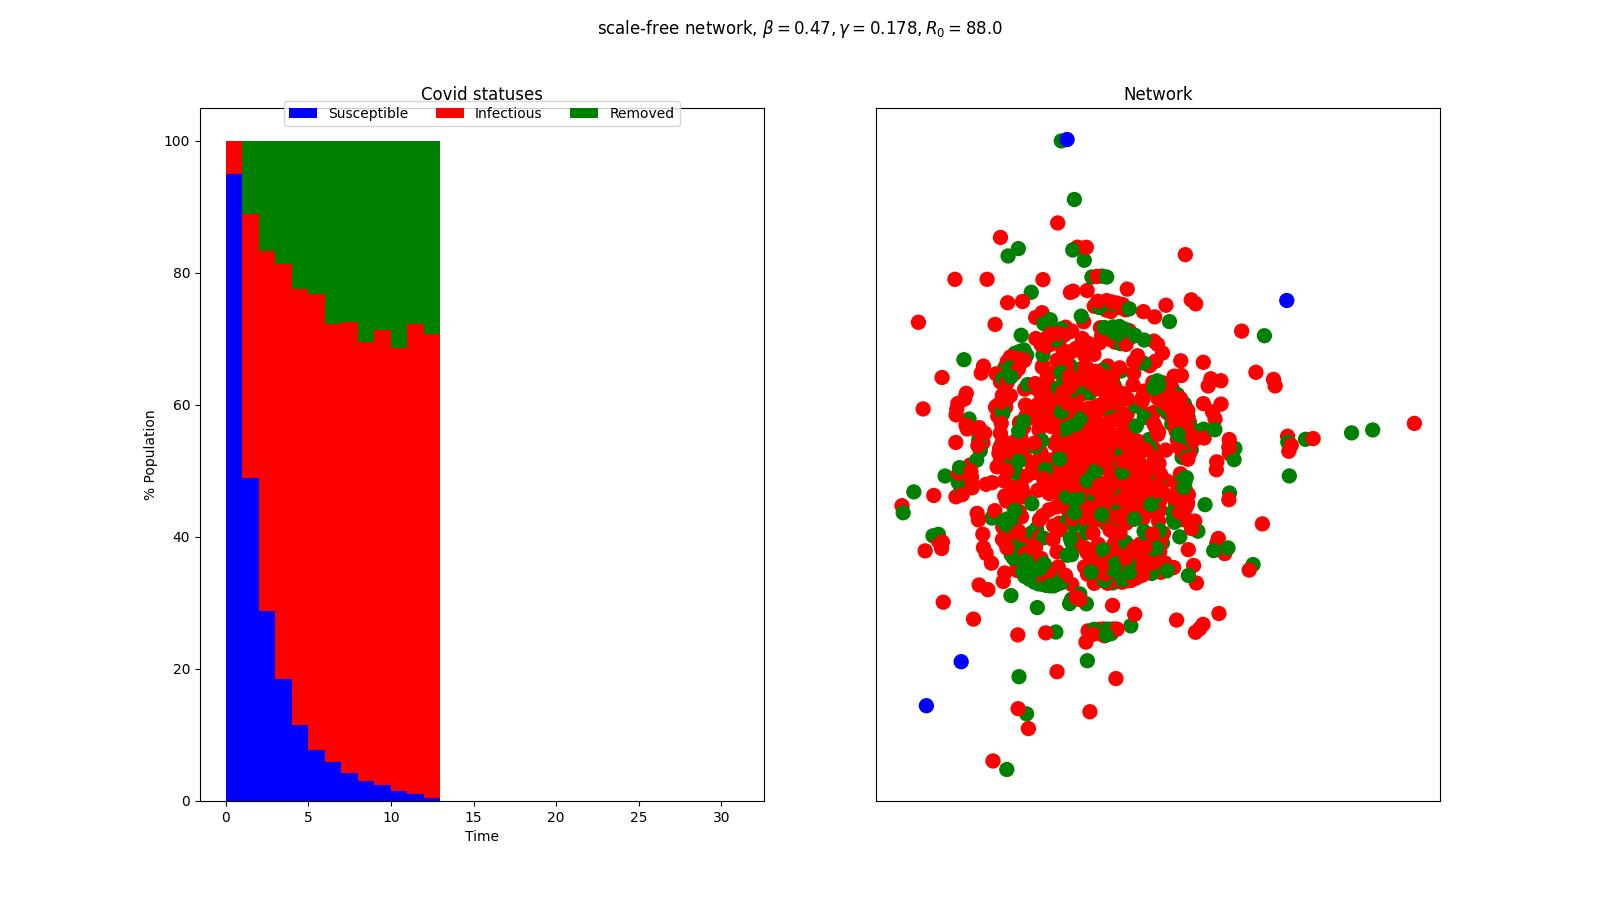 scale-free network, β = 0.47, γ = 0.178, R₀ = 88.0
Covid statuses
Susceptible Infectious Removed
100
80
60
40
20
0
% Population
0 5 10 15 20 25 30
Time
Network